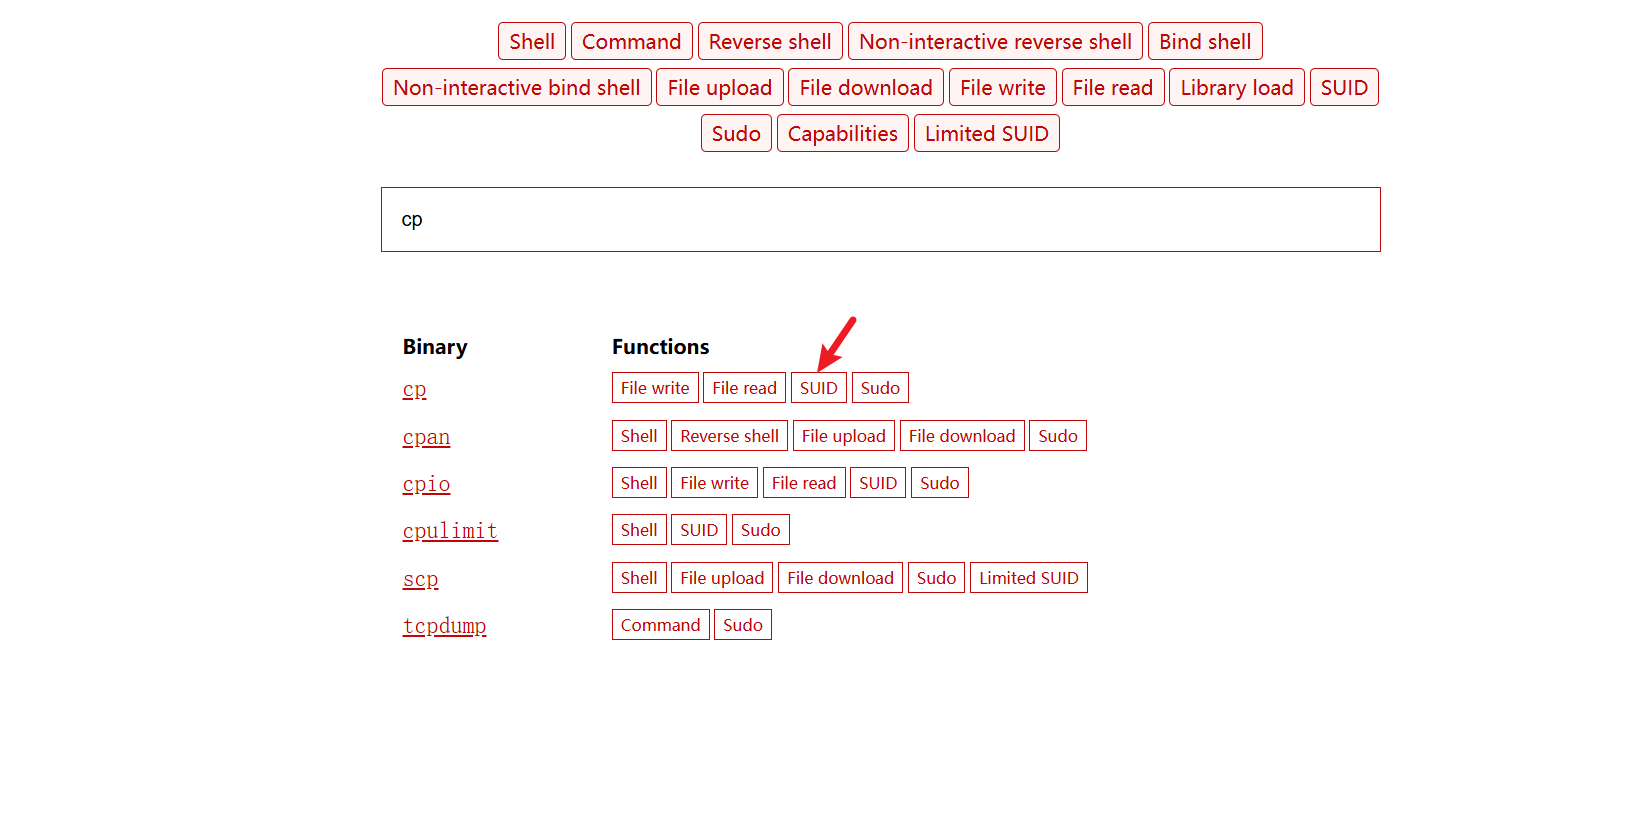 Shell Command Reverse shell Non-interactive reverse shell Bind shell
Non-interactive bind shell File upload File download File write File read Library load SUID
Sudo Capabilities Limited SUID
cp
Binary Functions
cp File write File read SUID Sudo
cpan Shell Reverse shell File upload File download Sudo
cpio Shell File write File read SUID Sudo
cpulimit Shell SUID Sudo
scp Shell File upload File download Sudo Limited SUID
tcpdump Command Sudo